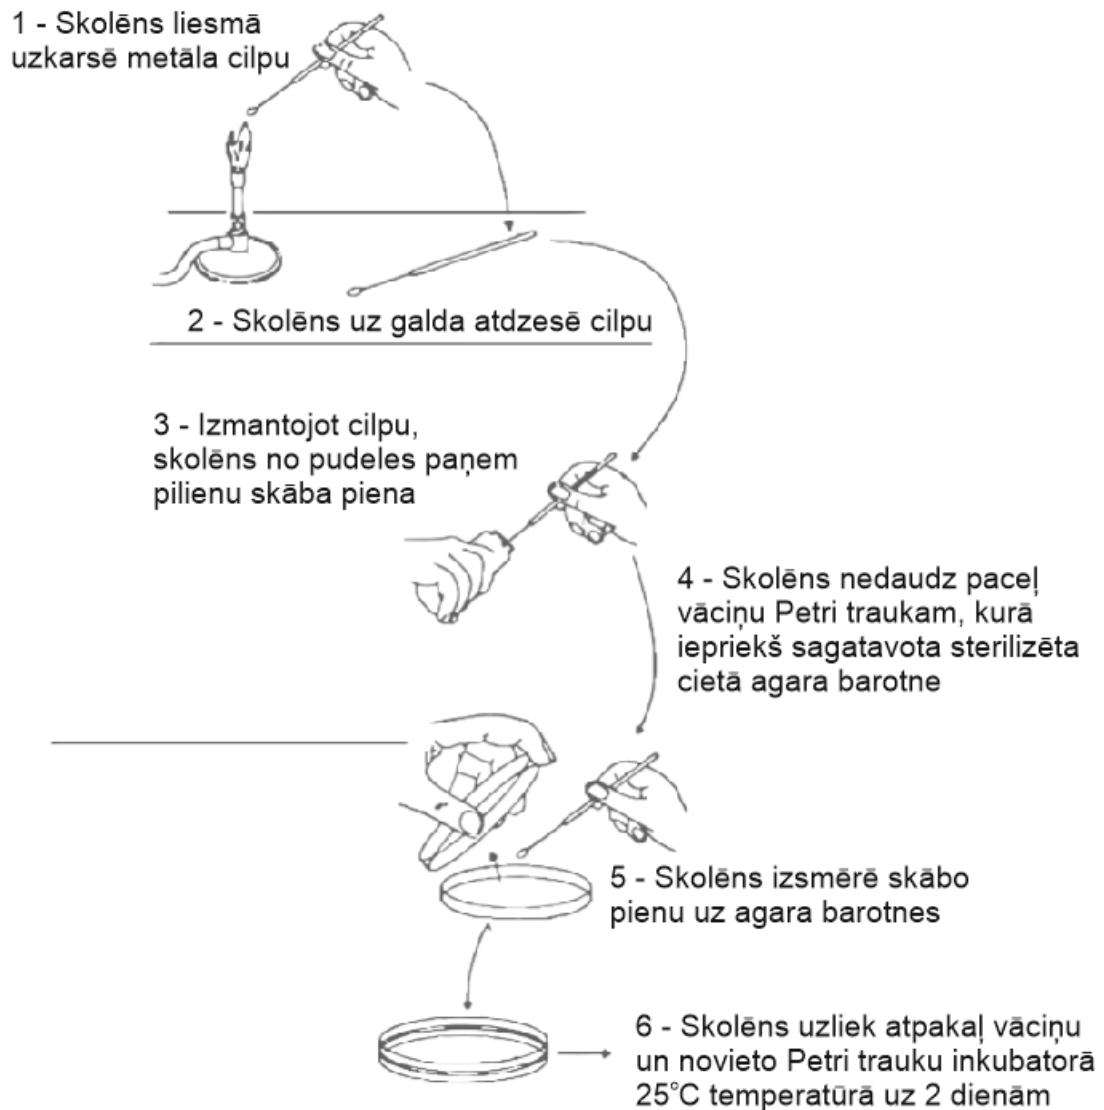 1 - Skolēns liesmā
uzkarsē metāla cilpu
2 - Skolēns uz galda atdzesē cilpu
3 - Izmantojot cilpu,
skolēns no pudeles paņem
pilienu skāba piena
4 - Skolēns nedaudz paceļ
vāciņu Petri traukam, kurā
iepriekš sagatavota sterilizēta
cietā agara barotne
5 - Skolēns izsmērē skābo
pienu uz agara barotnes
6 - Skolēns uzliek atpakaļ vāciņu
un novieto Petri trauku inkubatorā
25°C temperatūrā uz 2 dienām